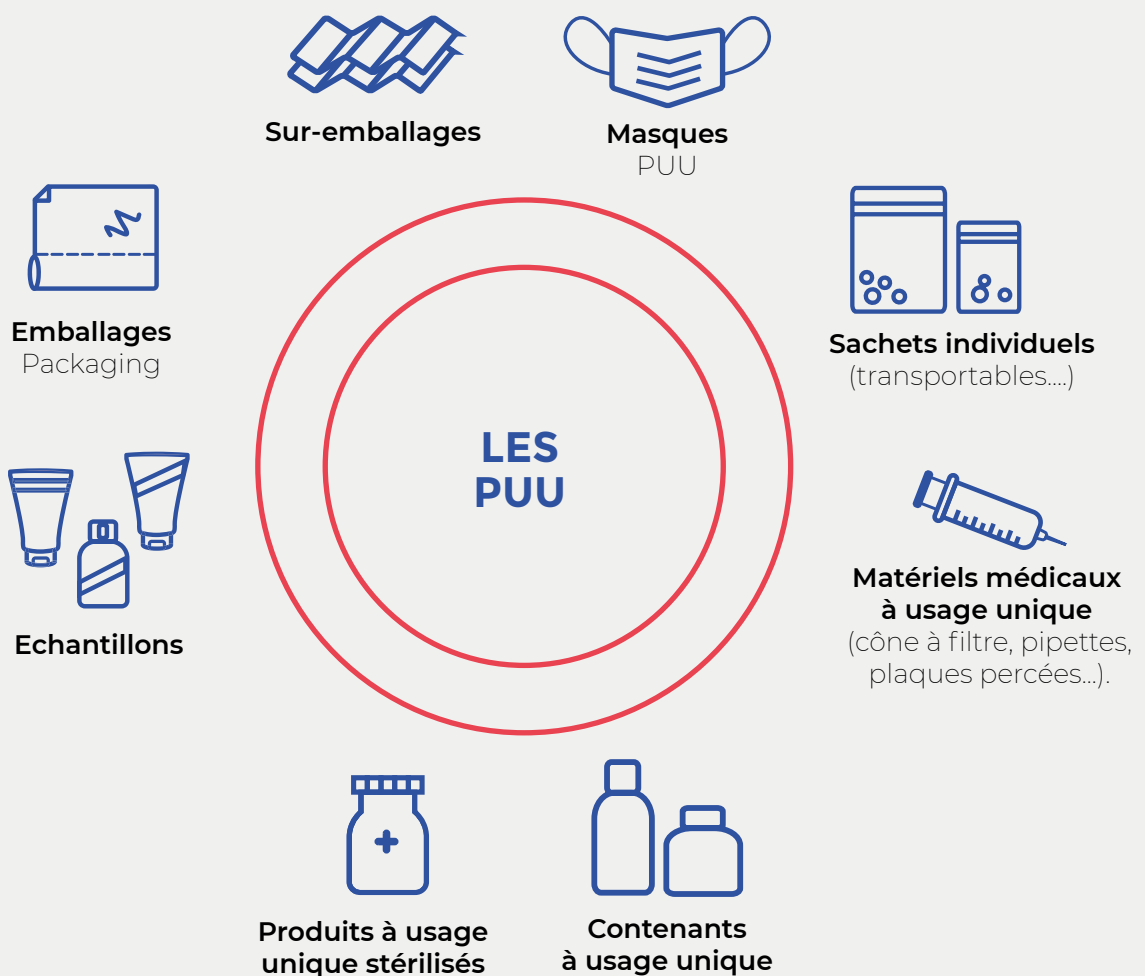 Sur-emballages
Masques
PUU
Emballages
Packaging
Sachets individuels
(transportables....)
LES
PUU
Echantillons
Matériels médicaux
à usage unique
(cône à filtre, pipettes,
plaques percées...).
Produits à usage
unique stérilisés
Contenants
à usage unique